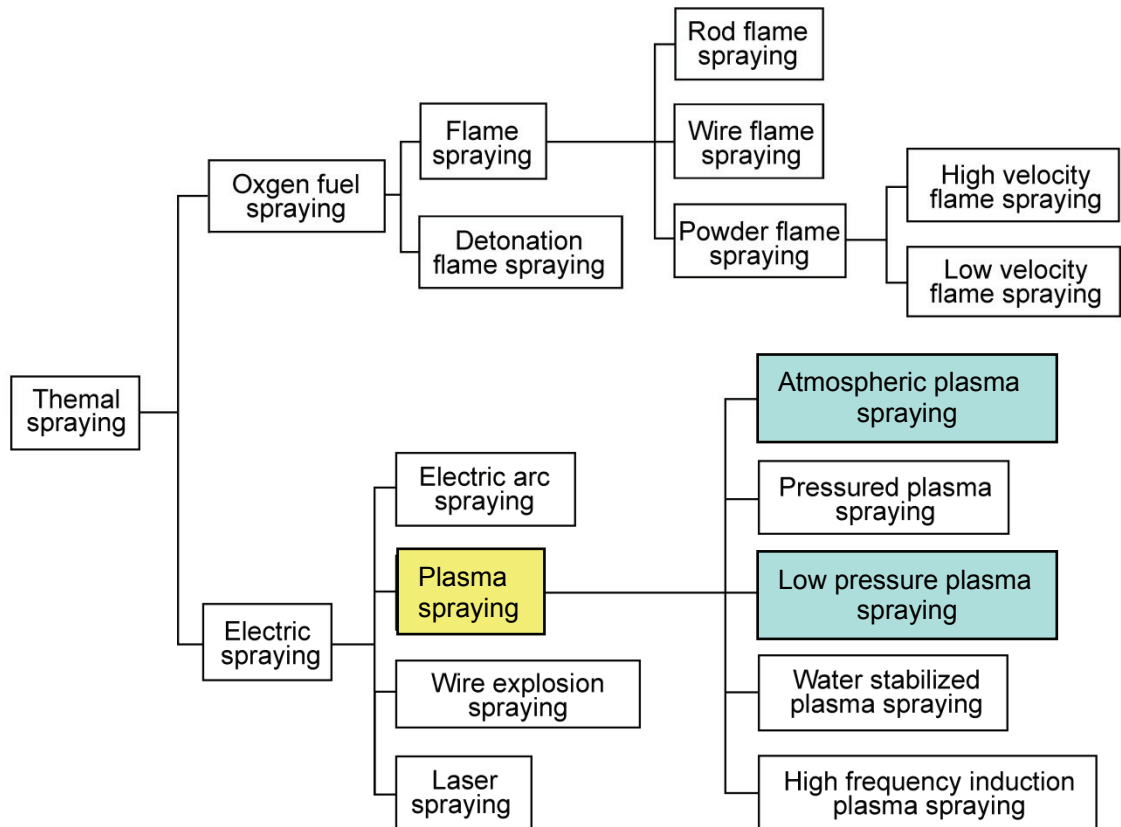 Themal
spraying
Oxgen fuel
spraying
Flame
spraying
Detonation
flame spraying
Rod flame
spraying
Wire flame
spraying
Powder flame
spraying
High velocity
flame spraying
Low velocity
flame spraying
Electric
spraying
Electric arc
spraying
Plasma
spraying
Wire explosion
spraying
Laser
spraying
Atmospheric plasma
spraying
Pressured plasma
spraying
Low pressure plasma
spraying
Water stabilized
plasma spraying
High frequency induction
plasma spraying